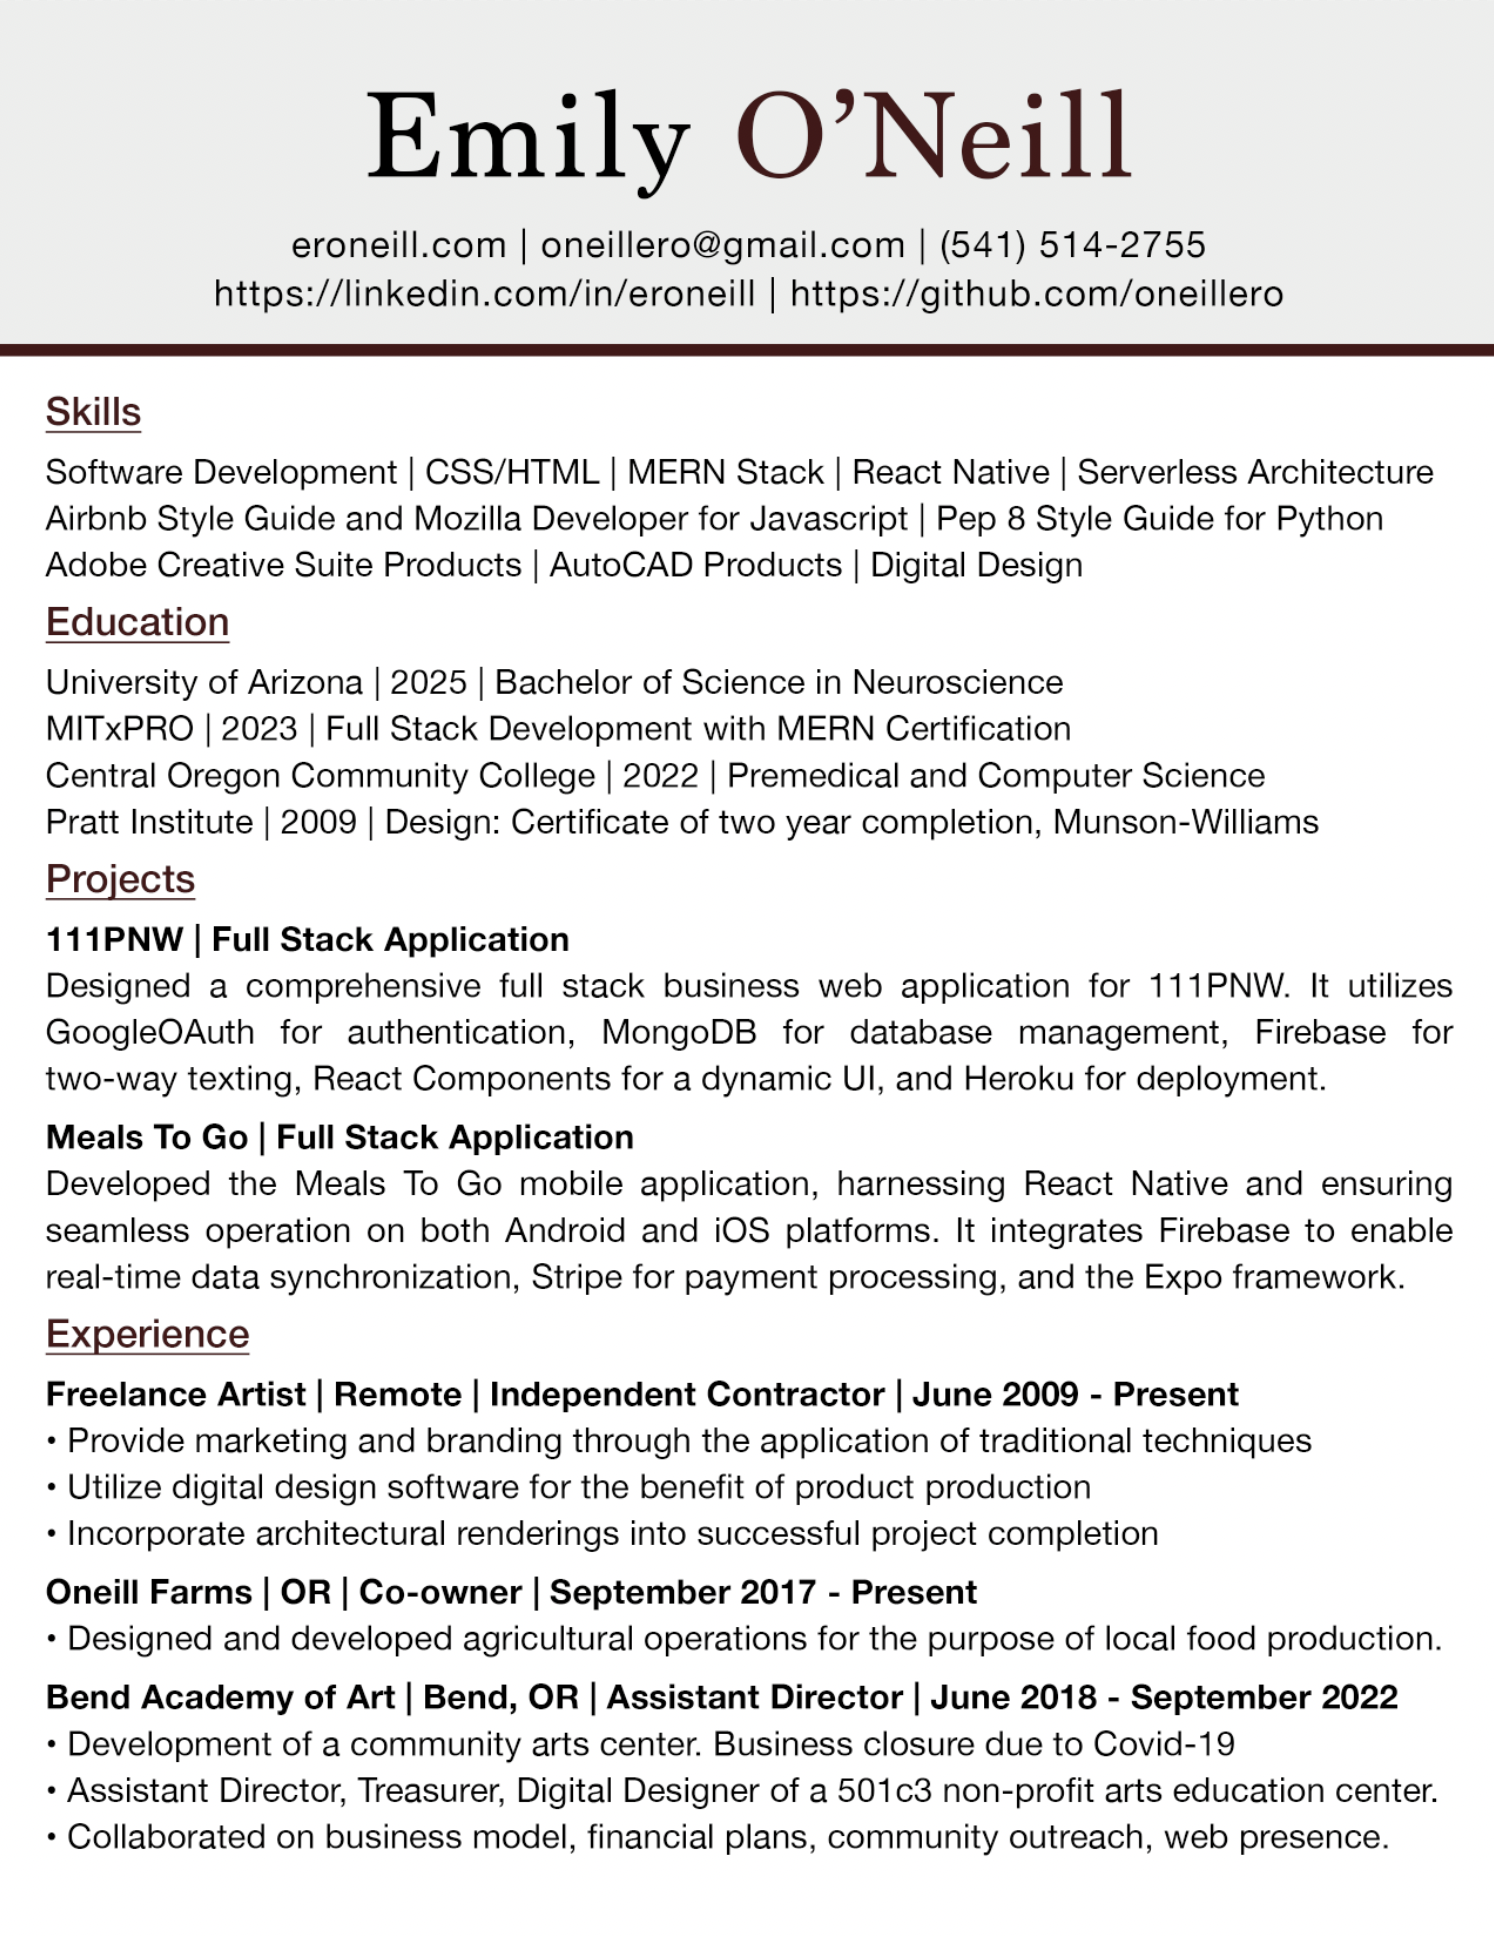 Emily O’Neill
eroneill.com | oneillero@gmail.com | (541) 514-2755
https://linkedin.com/in/eroneill | https://github.com/oneillero
Skills
Software Development | CSS/HTML | MERN Stack | React Native | Serverless Architecture
Airbnb Style Guide and Mozilla Developer for Javascript | Pep 8 Style Guide for Python
Adobe Creative Suite Products | AutoCAD Products | Digital Design
Education
University of Arizona | 2025 | Bachelor of Science in Neuroscience
MITxPRO | 2023 | Full Stack Development with MERN Certification
Central Oregon Community College | 2022 | Premedical and Computer Science
Pratt Institute | 2009 | Design: Certificate of two year completion, Munson-Williams
Projects
111PNW | Full Stack Application
Designed a comprehensive full stack business web application for 111PNW. It utilizes
GoogleOAuth for authentication, MongoDB for database management, Firebase for
two-way texting, React Components for a dynamic UI, and Heroku for deployment.
Meals To Go | Full Stack Application
Developed the Meals To Go mobile application, harnessing React Native and ensuring
seamless operation on both Android and iOS platforms. It integrates Firebase to enable
real-time data synchronization, Stripe for payment processing, and the Expo framework.
Experience
Freelance Artist | Remote | Independent Contractor | June 2009 - Present
• Provide marketing and branding through the application of traditional techniques
• Utilize digital design software for the benefit of product production
• Incorporate architectural renderings into successful project completion
Oneill Farms | OR | Co-owner | September 2017 - Present
• Designed and developed agricultural operations for the purpose of local food production.
Bend Academy of Art | Bend, OR | Assistant Director | June 2018 - September 2022
• Development of a community arts center. Business closure due to Covid-19
• Assistant Director, Treasurer, Digital Designer of a 501c3 non-profit arts education center.
• Collaborated on business model, financial plans, community outreach, web presence.